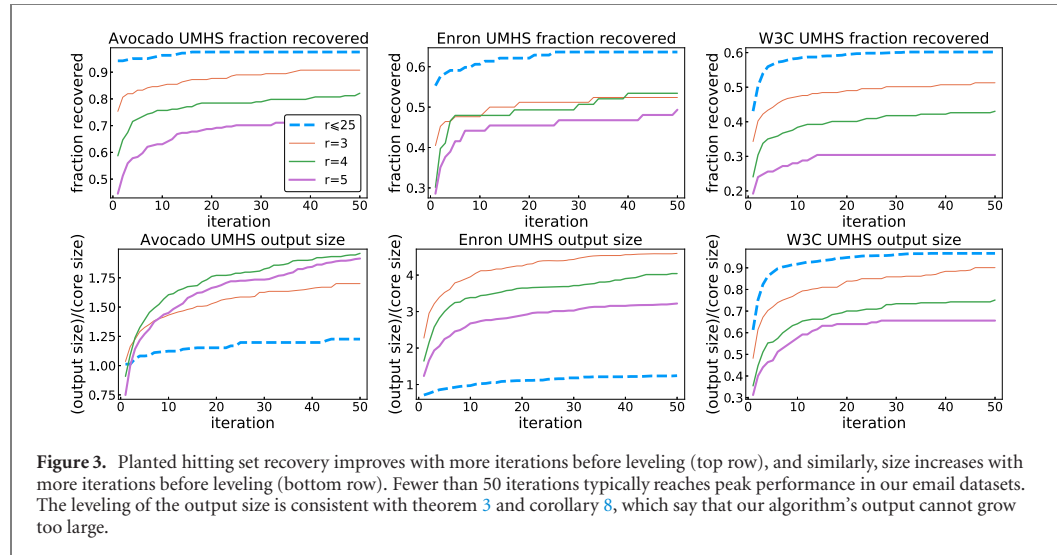 Avocado UMHS fraction recovered
fraction recovered
0.9
0.8
0.7
0.6
0.5
0 10 20 30 40 50
iteration
r⩽25
r=3
r=4
r=5
Enron UMHS fraction recovered
fraction recovered
0.6
0.5
0.4
0.3
0 10 20 30 40 50
iteration
W3C UMHS fraction recovered
fraction recovered
0.6
0.5
0.4
0.3
0.2
0 10 20 30 40 50
iteration
Avocado UMHS output size
(output size)/(core size)
1.75
1.50
1.25
1.00
0.75
0 10 20 30 40 50
iteration
Enron UMHS output size
(output size)/(core size)
4
3
2
1
0 10 20 30 40 50
iteration
W3C UMHS output size
(output size)/(core size)
0.9
0.8
0.7
0.6
0.5
0.4
0.3
0 10 20 30 40 50
iteration
Figure 3. Planted hitting set recovery improves with more iterations before leveling (top row), and similarly, size increases with
more iterations before leveling (bottom row). Fewer than 50 iterations typically reaches peak performance in our email datasets.
The leveling of the output size is consistent with theorem 3 and corollary 8, which say that our algorithm's output cannot grow
too large.